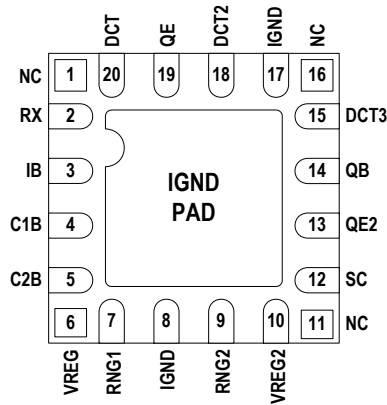 DCT
QE
DCT2
IGND
NC
NC 1 20 19 18 17 16
RX 2 15 DCT3
IB 3 14 QB
C1B 4 13 QE2
C2B 5 12 SC
IGND
PAD
6 7 8 9 10 11 NC
VREG
RNG1
IGND
RNG2
VREG2